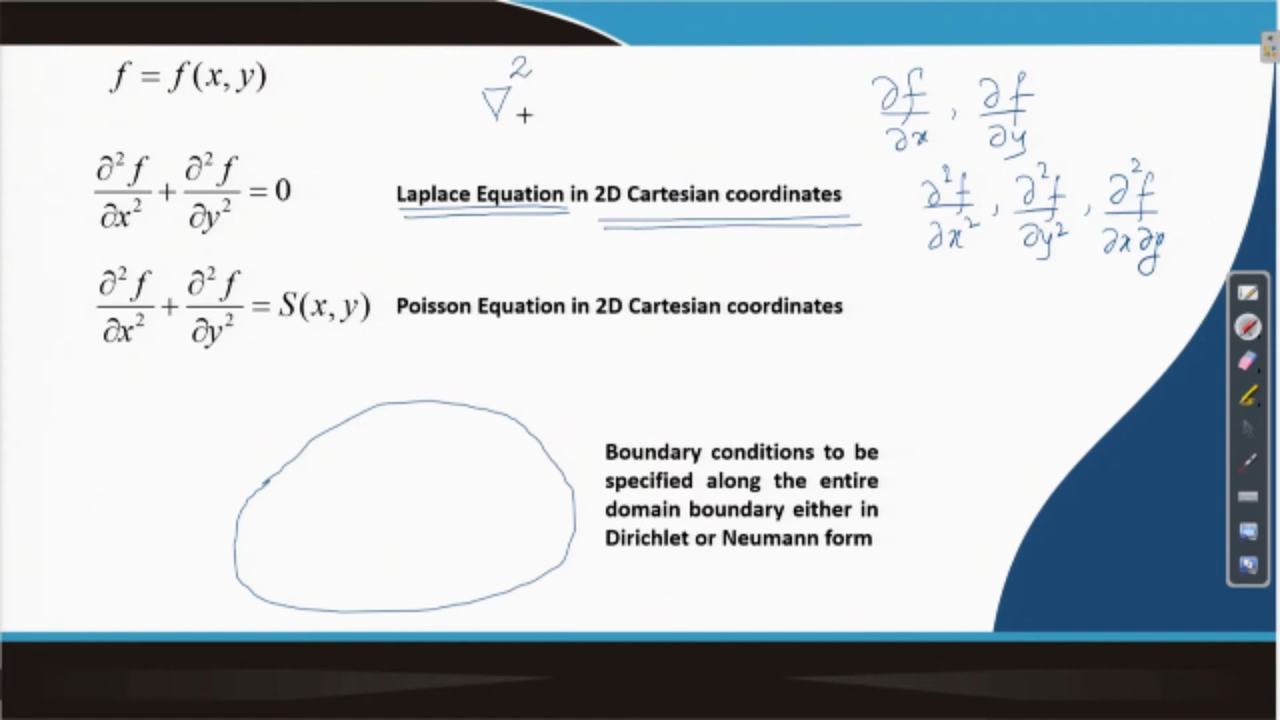 f = f(x, y)
∇²
∂f/∂x , ∂f/∂y
∂²f/∂x² + ∂²f/∂y² = 0
Laplace Equation in 2D Cartesian coordinates
∂²f/∂x² , ∂²f/∂y² , ∂²f/∂x∂y
∂²f/∂x² + ∂²f/∂y² = S(x, y)
Poisson Equation in 2D Cartesian coordinates
Boundary conditions to be
specified along the entire
domain boundary either in
Dirichlet or Neumann form